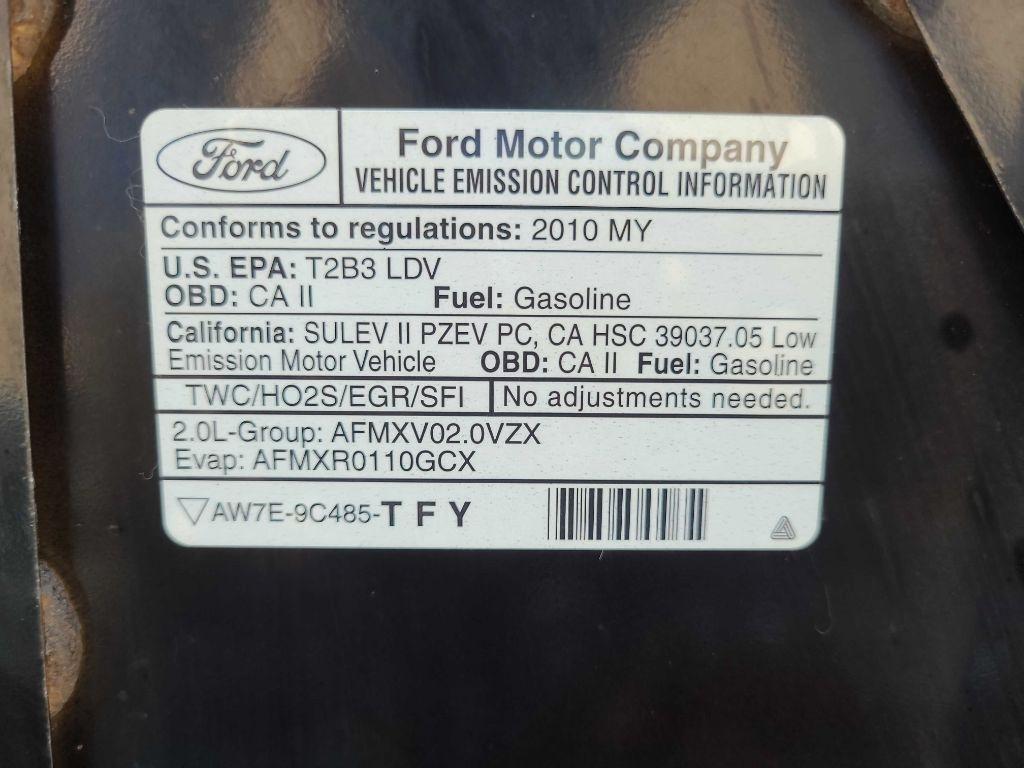 Ford
Ford Motor Company
VEHICLE EMISSION CONTROL INFORMATION
Conforms to regulations: 2010 MY
U.S. EPA: T2B3 LDV
OBD: CA II Fuel: Gasoline
California: SULEV II PZEV PC, CA HSC 39037.05 Low
Emission Motor Vehicle OBD: CA II Fuel: Gasoline
TWC/HO2S/EGR/SFI No adjustments needed.
2.0L-Group: AFMXV02.0VZX
Evap: AFMXR0110GCX
AW7E-9C485-T F Y